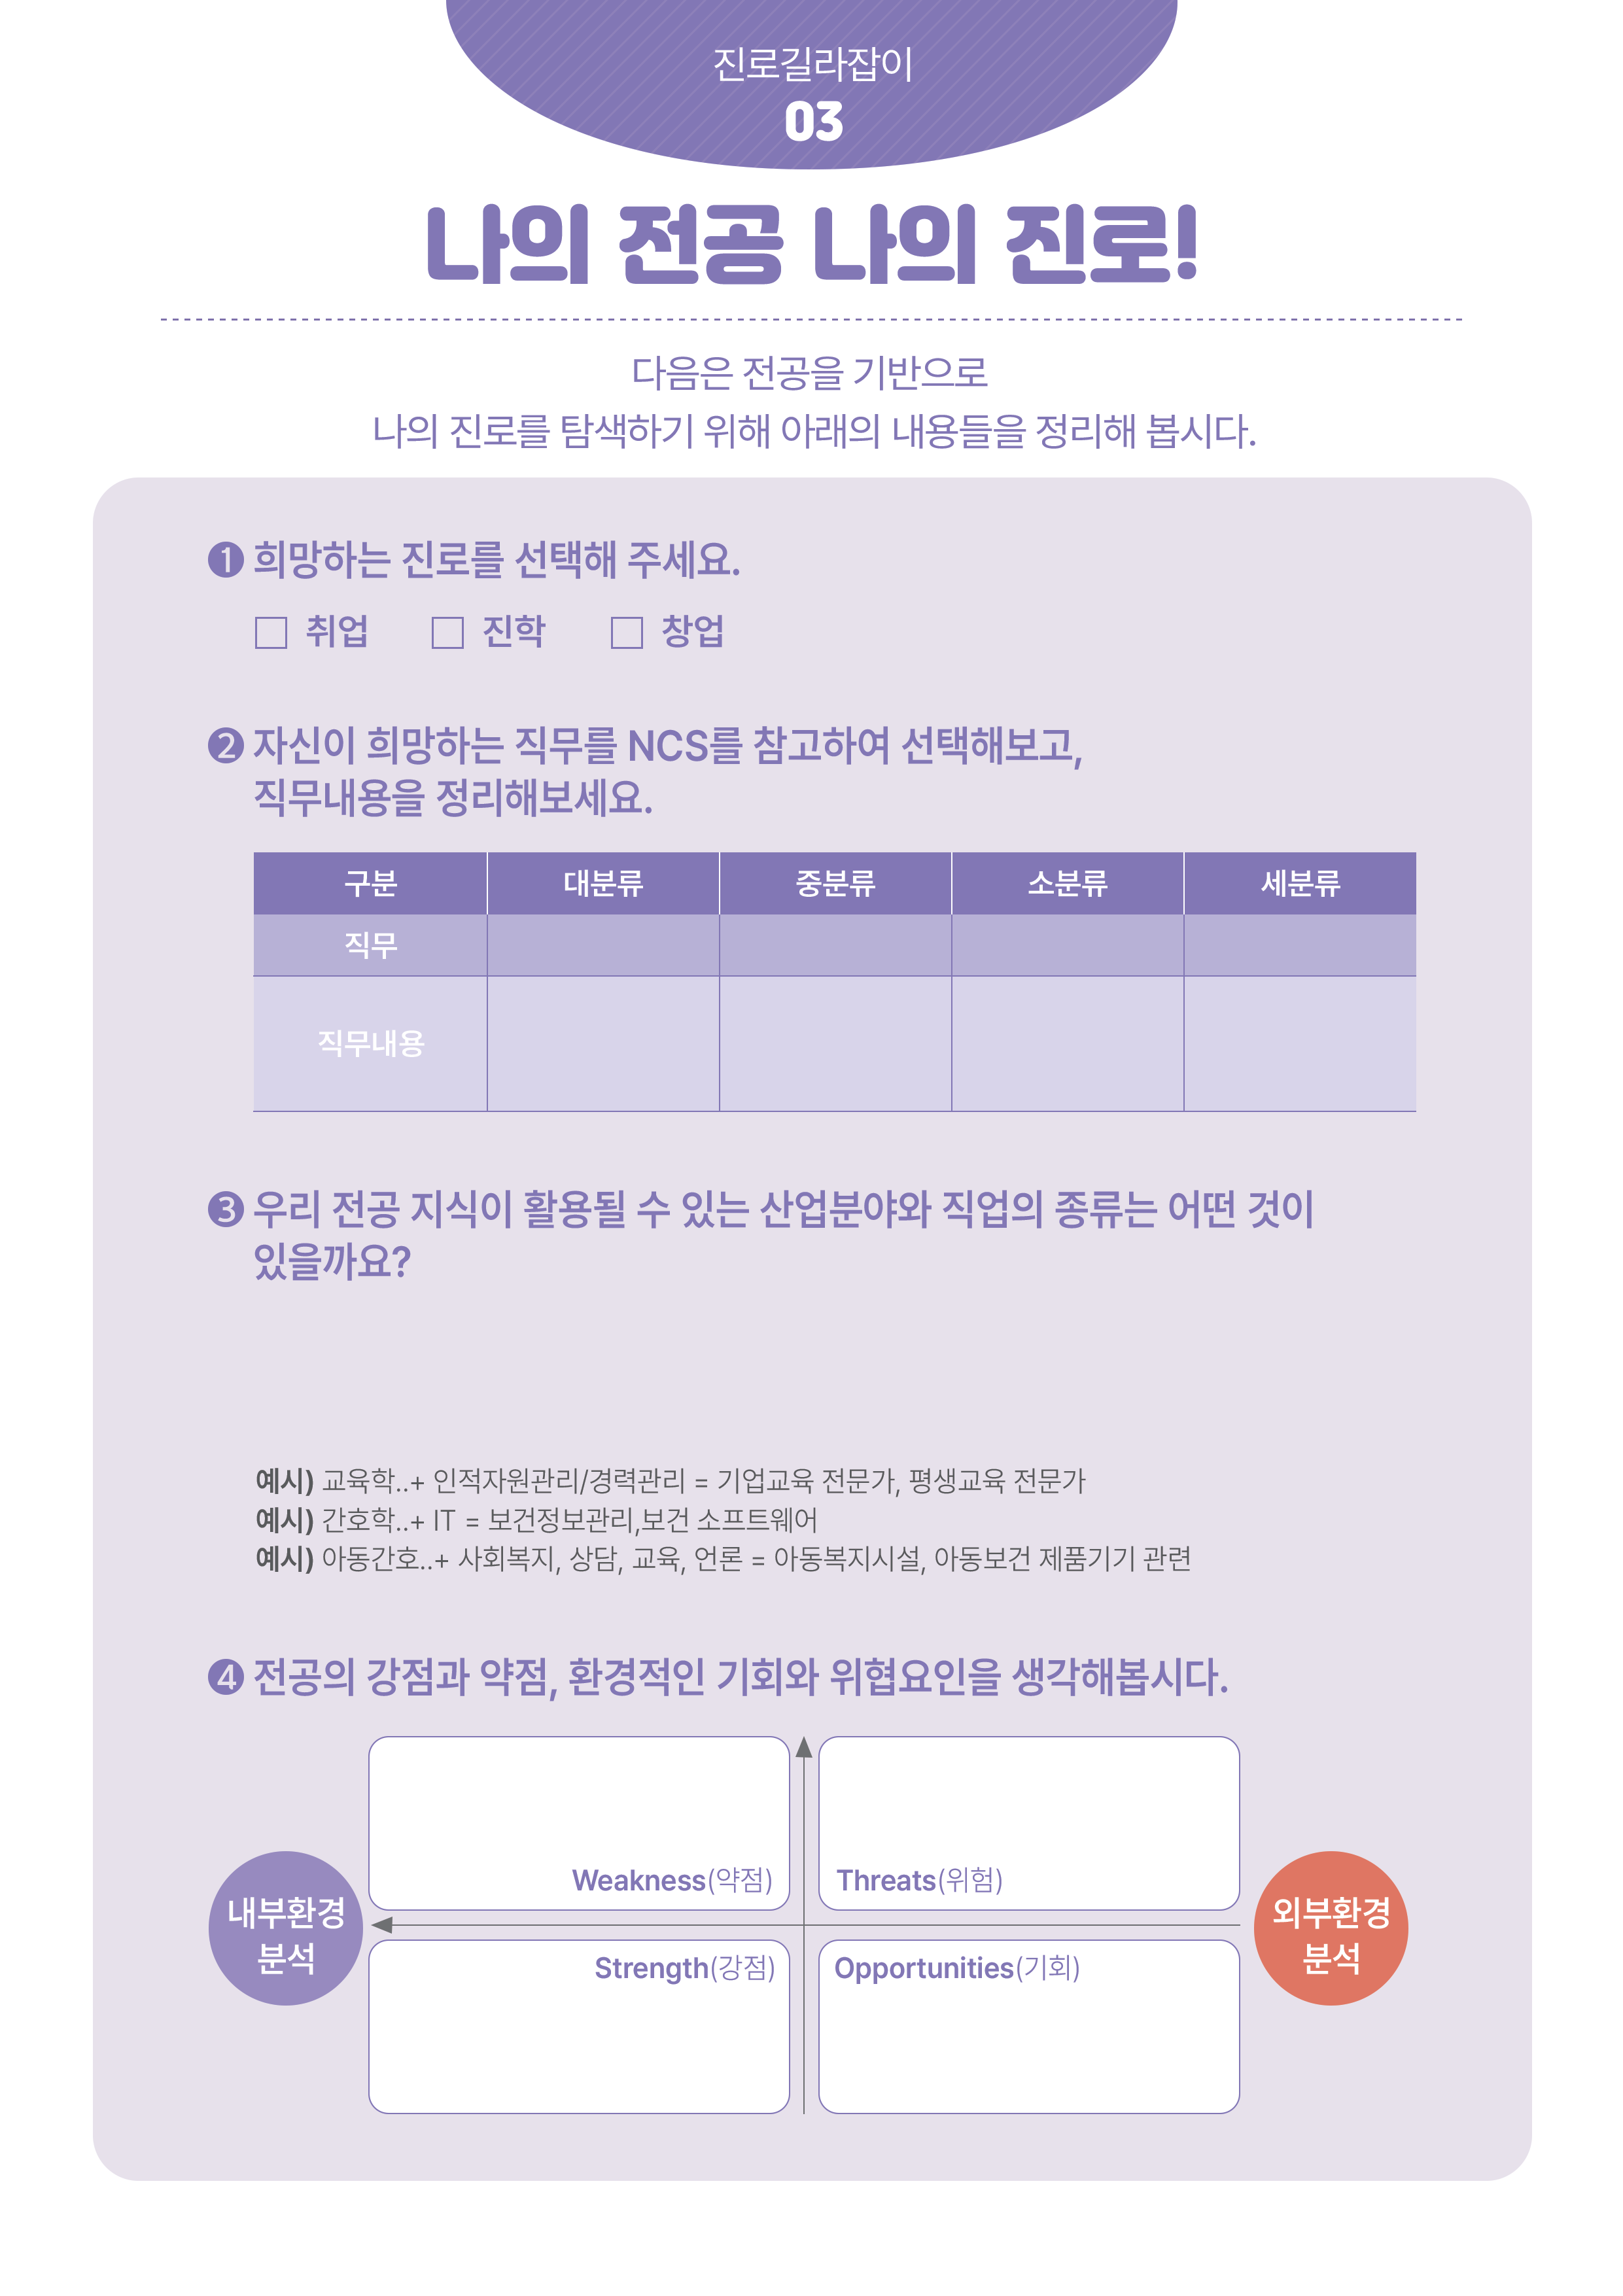 진로길라잡이
03
나의 전공 나의 진로!
다음은 전공을 기반으로
나의 진로를 탐색하기 위해 아래의 내용들을 정리해 봅시다.
❶ 희망하는 진로를 선택해 주세요.
□ 취업 □ 진학 □ 창업
❷ 자신이 희망하는 직무를 NCS를 참고하여 선택해보고,
직무내용을 정리해보세요.
구분 대분류 중분류 소분류 세분류
직무
직무내용
❸ 우리 전공 지식이 활용될 수 있는 산업분야와 직업의 종류는 어떤 것이
있을까요?
예시) 교육학..+ 인적자원관리/경력관리 = 기업교육 전문가, 평생교육 전문가
예시) 간호학..+ IT = 보건정보관리,보건 소프트웨어
예시) 아동간호..+ 사회복지, 상담, 교육, 언론 = 아동복지시설, 아동보건 제품기기 관련
❹ 전공의 강점과 약점, 환경적인 기회와 위협요인을 생각해봅시다.
Weakness(약점) Threats(위험)
내부환경
분석
외부환경
분석
Strength(강점) Opportunities(기회)